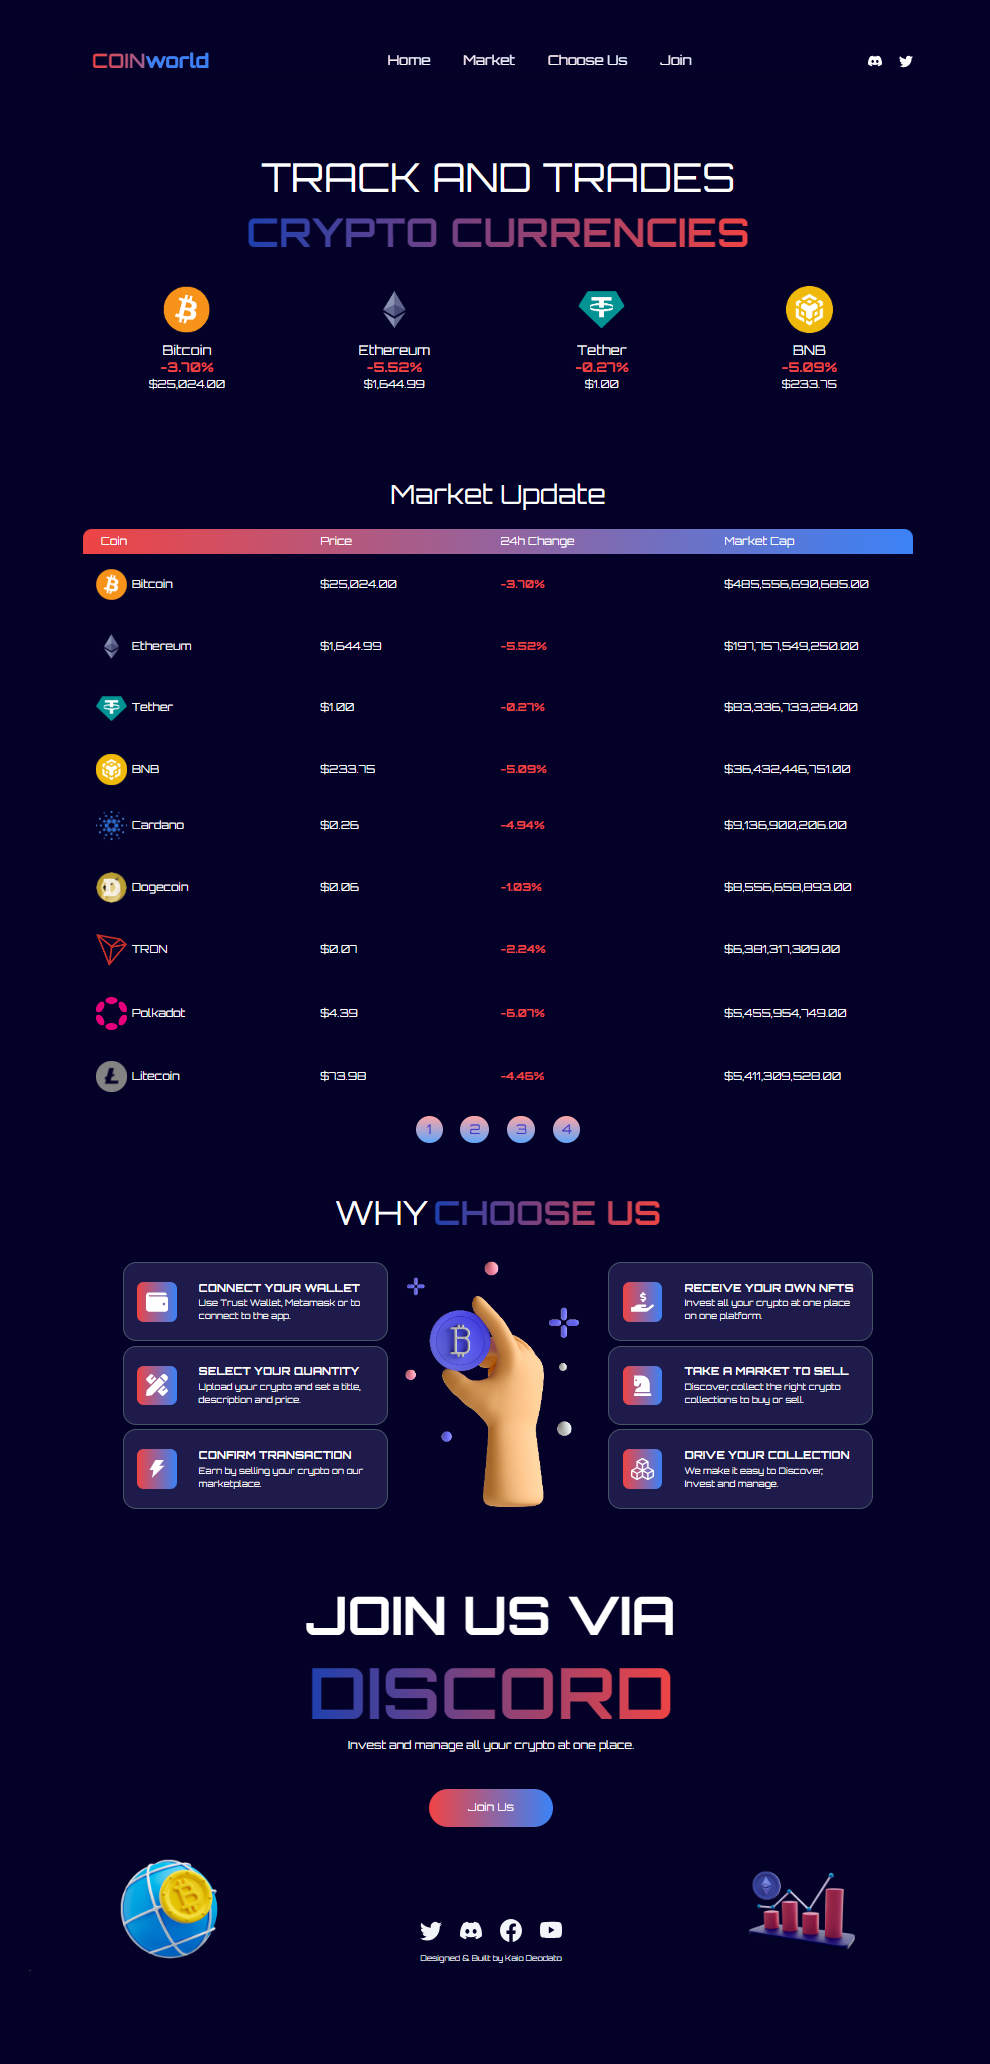 COINworld
Home Market Choose Us Join
TRACK AND TRADES
CRYPTO CURRENCIES
Bitcoin Ethereum Tether BNB
-3.70% -5.52% -0.27% -5.09%
$25,024.00 $1,644.99 $1.00 $233.75
Market Update
Coin Price 24h Change Market Cap
Bitcoin $25,024.00 -3.70% $485,556,690,685.00
Ethereum $1,644.99 -5.52% $197,757,549,250.00
Tether $1.00 -0.27% $83,336,733,284.00
BNB $233.75 -5.09% $36,432,446,751.00
Cardano $0.26 -4.94% $9,136,900,206.00
Dogecoin $0.06 -1.03% $8,556,658,893.00
TRON $0.07 -2.24% $6,381,317,309.00
Polkadot $4.39 -6.07% $5,455,954,749.00
Litecoin $73.98 -4.46% $5,411,309,528.00
1 2 3 4
WHY CHOOSE US
CONNECT YOUR WALLET
Use Trust Wallet, Metamask or to
connect to the app.
SELECT YOUR QUANTITY
Upload your crypto and set a title,
description and price.
CONFIRM TRANSACTION
Earn by selling your crypto on our
marketplace.
RECEIVE YOUR OWN NFTS
Invest all your crypto at one place
on one platform.
TAKE A MARKET TO SELL
Discover, collect the right crypto
collections to buy or sell.
DRIVE YOUR COLLECTION
We make it easy to Discover,
Invest and manage.
JOIN US VIA
DISCORD
Invest and manage all your crypto at one place.
Join Us
Designed & Built by Kaio Deodato